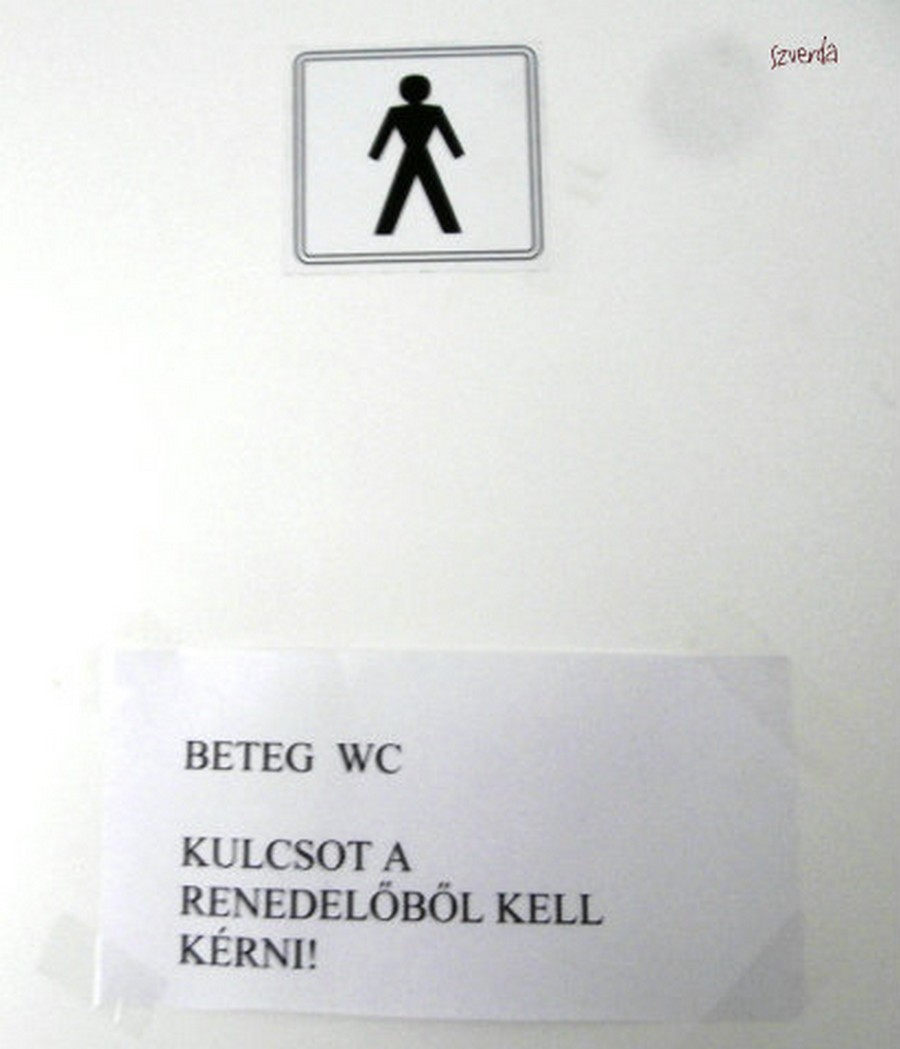 szverda
BETEG WC
KULCSOT A
RENEDELŐBŐL KELL
KÉRNI!